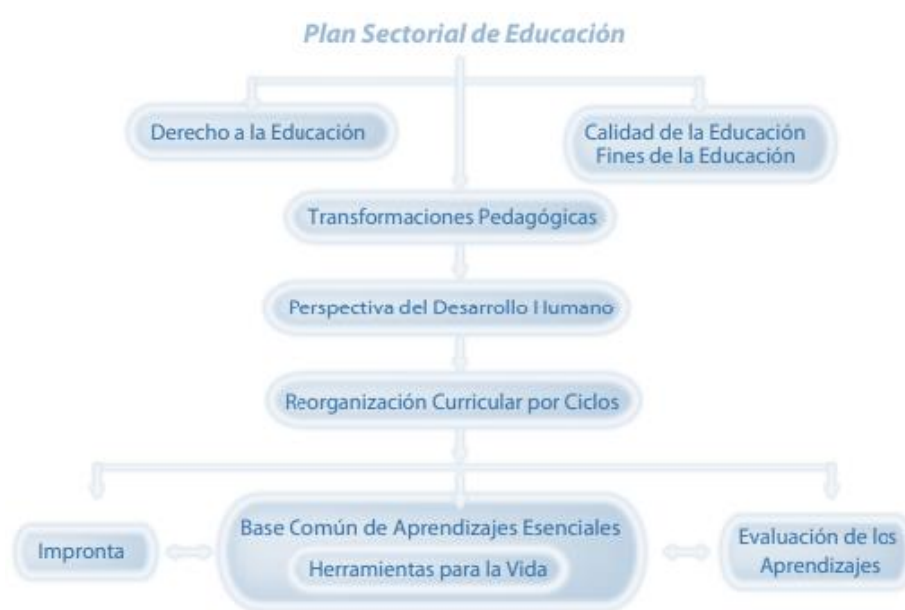 Plan Sectorial de Educación
Derecho a la Educación
Calidad de la Educación
Fines de la Educación
Transformaciones Pedagógicas
Perspectiva del Desarrollo Humano
Reorganización Curricular por Ciclos
Impronta
Base Común de Aprendizajes Esenciales
Herramientas para la Vida
Evaluación de los
Aprendizajes